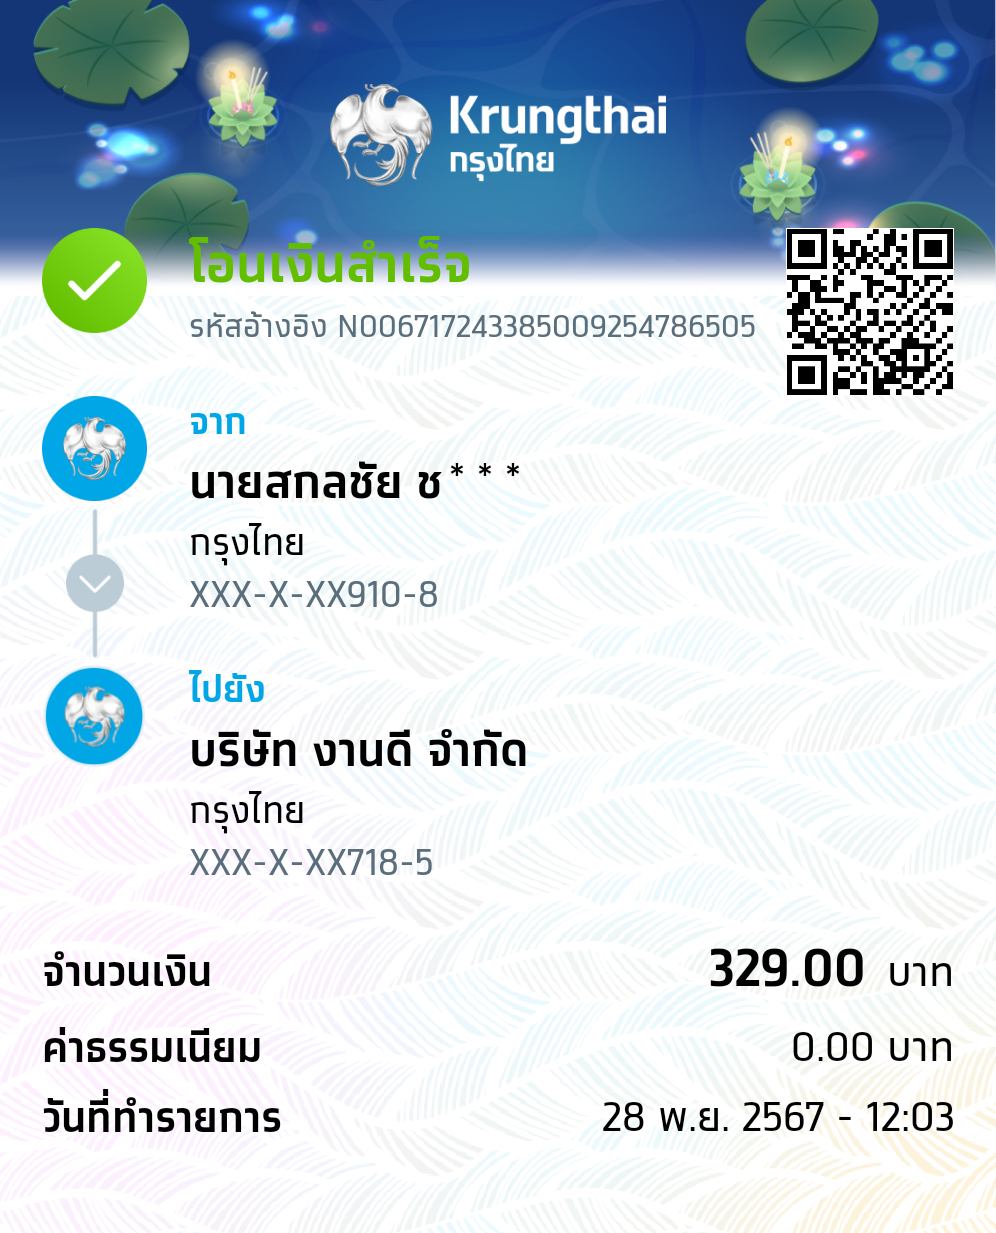 Krungthai
กรุงไทย
โอนเงินสำเร็จ
รหัสอ้างอิง N006717243385009254786505
จาก
นายสกลชัย ช***
กรุงไทย
XXX-X-XX910-8
ไปยัง
บริษัท งานดี จำกัด
กรุงไทย
XXX-X-XX718-5
จำนวนเงิน 329.00 บาท
ค่าธรรมเนียม 0.00 บาท
วันที่ทำรายการ 28 พ.ย. 2567 - 12:03